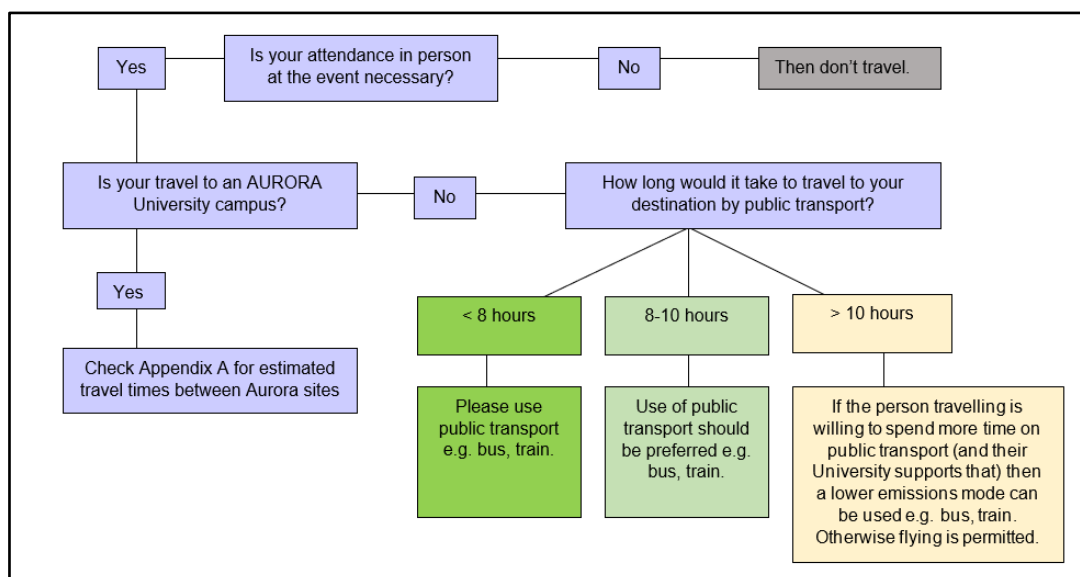 Yes
Is your attendance in person
at the event necessary?
No
Then don’t travel.
Is your travel to an AURORA
University campus?
No
How long would it take to travel to your
destination by public transport?
Yes
Check Appendix A for estimated
travel times between Aurora sites
< 8 hours
8-10 hours
> 10 hours
Please use
public transport
e.g. bus, train.
Use of public
transport should
be preferred e.g.
bus, train.
If the person travelling is
willing to spend more time on
public transport (and their
University supports that) then
a lower emissions mode can
be used e.g. bus, train.
Otherwise flying is permitted.